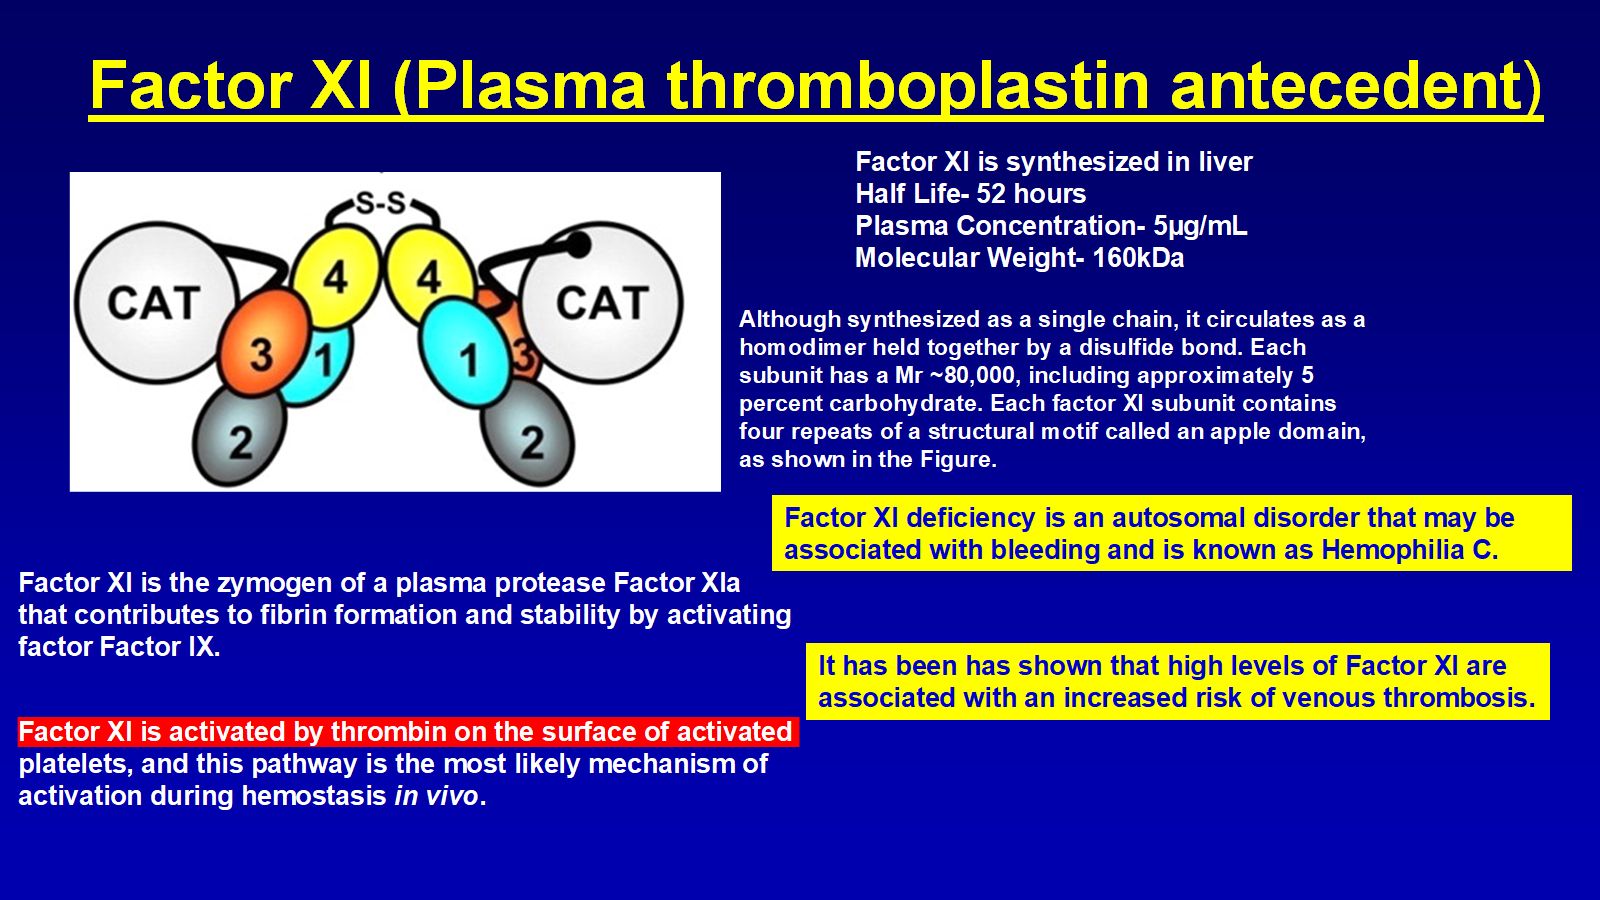 Factor XI (Plasma thromboplastin antecedent)
S-S
CAT
4
4
CAT
3
1
1
3
2
2
Factor XI is synthesized in liver
Half Life- 52 hours
Plasma Concentration- 5µg/mL
Molecular Weight- 160kDa
Although synthesized as a single chain, it circulates as a
homodimer held together by a disulfide bond. Each
subunit has a Mr ~80,000, including approximately 5
percent carbohydrate. Each factor XI subunit contains
four repeats of a structural motif called an apple domain,
as shown in the Figure.
Factor XI deficiency is an autosomal disorder that may be
associated with bleeding and is known as Hemophilia C.
Factor XI is the zymogen of a plasma protease Factor XIa
that contributes to fibrin formation and stability by activating
factor Factor IX.
It has been has shown that high levels of Factor XI are
associated with an increased risk of venous thrombosis.
Factor XI is activated by thrombin on the surface of activated
platelets, and this pathway is the most likely mechanism of
activation during hemostasis in vivo.